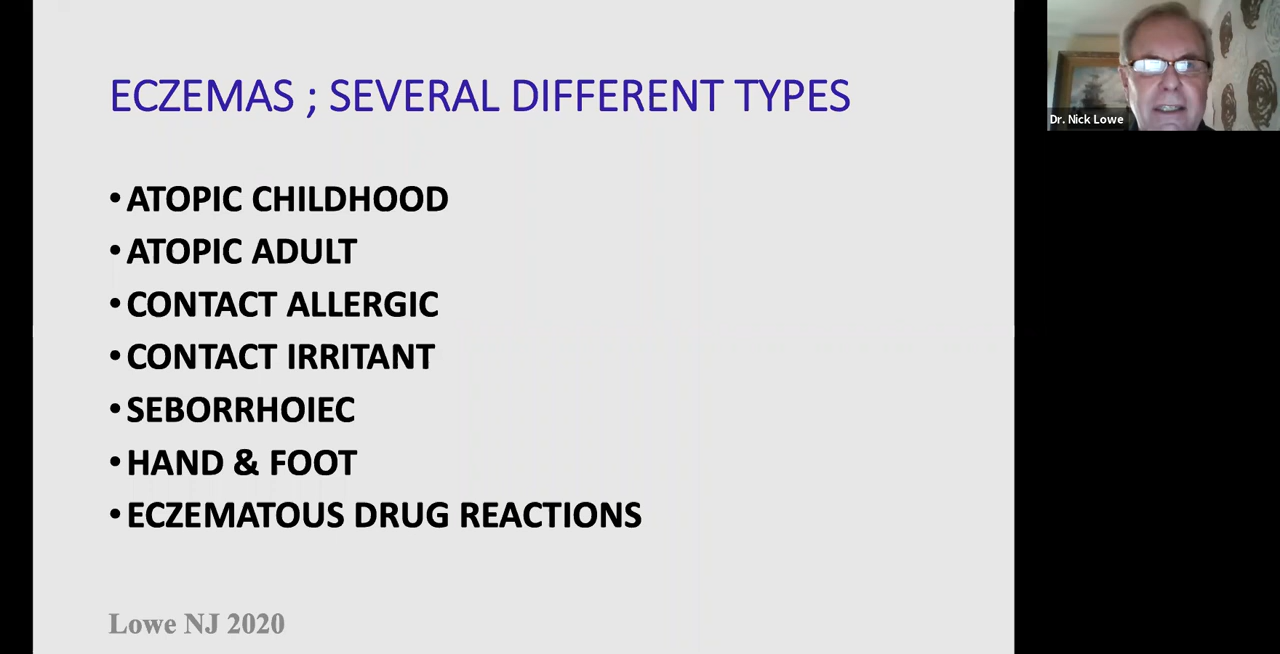 ECZEMAS ; SEVERAL DIFFERENT TYPES
• ATOPIC CHILDHOOD
• ATOPIC ADULT
• CONTACT ALLERGIC
• CONTACT IRRITANT
• SEBORRHOIEC
• HAND & FOOT
• ECZEMATOUS DRUG REACTIONS
Lowe NJ 2020
Dr. Nick Lowe